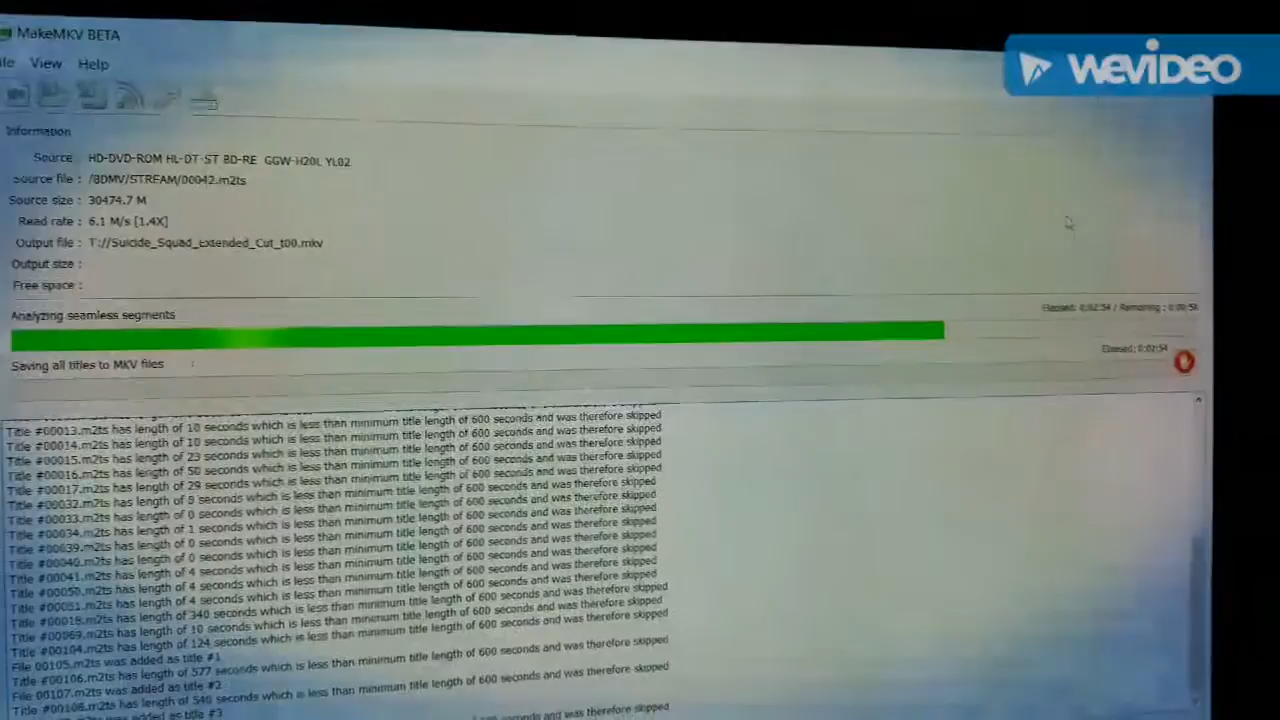 MakeMKV BETA
wevideo
ile View Help
Information
Source : HD-DVD-ROM HL-DT-ST BD-RE GGW-H20L YL02
Source file : /BDMV/STREAM/00042.m2ts
Source size : 30474.7 M
Read rate : 6.1 M/s [1.4X]
Output file : T://Suicide_Squad_Extended_Cut_t00.mkv
Output size :
Free space :
Analyzing seamless segments
Elapsed: 0:02:54 / Remaining : 0:00:58
Saving all titles to MKV files
Elapsed: 0:02:54
Title #00013.m2ts has length of 10 seconds which is less than minimum title length of 600 seconds and was therefore skipped
Title #00014.m2ts has length of 10 seconds which is less than minimum title length of 600 seconds and was therefore skipped
Title #00015.m2ts has length of 23 seconds which is less than minimum title length of 600 seconds and was therefore skipped
Title #00016.m2ts has length of 50 seconds which is less than minimum title length of 600 seconds and was therefore skipped
Title #00017.m2ts has length of 29 seconds which is less than minimum title length of 600 seconds and was therefore skipped
Title #00032.m2ts has length of 9 seconds which is less than minimum title length of 600 seconds and was therefore skipped
Title #00033.m2ts has length of 0 seconds which is less than minimum title length of 600 seconds and was therefore skipped
Title #00034.m2ts has length of 1 seconds which is less than minimum title length of 600 seconds and was therefore skipped
Title #00039.m2ts has length of 0 seconds which is less than minimum title length of 600 seconds and was therefore skipped
Title #00040.m2ts has length of 0 seconds which is less than minimum title length of 600 seconds and was therefore skipped
Title #00041.m2ts has length of 4 seconds which is less than minimum title length of 600 seconds and was therefore skipped
Title #00050.m2ts has length of 4 seconds which is less than minimum title length of 600 seconds and was therefore skipped
Title #00051.m2ts has length of 4 seconds which is less than minimum title length of 600 seconds and was therefore skipped
Title #00018.m2ts has length of 340 seconds which is less than minimum title length of 600 seconds and was therefore skipped
Title #00069.m2ts has length of 10 seconds which is less than minimum title length of 600 seconds and was therefore skipped
Title #00104.m2ts has length of 124 seconds which is less than minimum title length of 600 seconds and was therefore skipped
File 00105.m2ts was added as title #1
Title #00106.m2ts has length of 577 seconds which is less than minimum title length of 600 seconds and was therefore skipped
File 00107.m2ts was added as title #2
Title #00108.m2ts has length of 540 seconds which is less than minimum title length of 600 seconds and was therefore skipped
was added as title #3
seconds and was therefore skipped